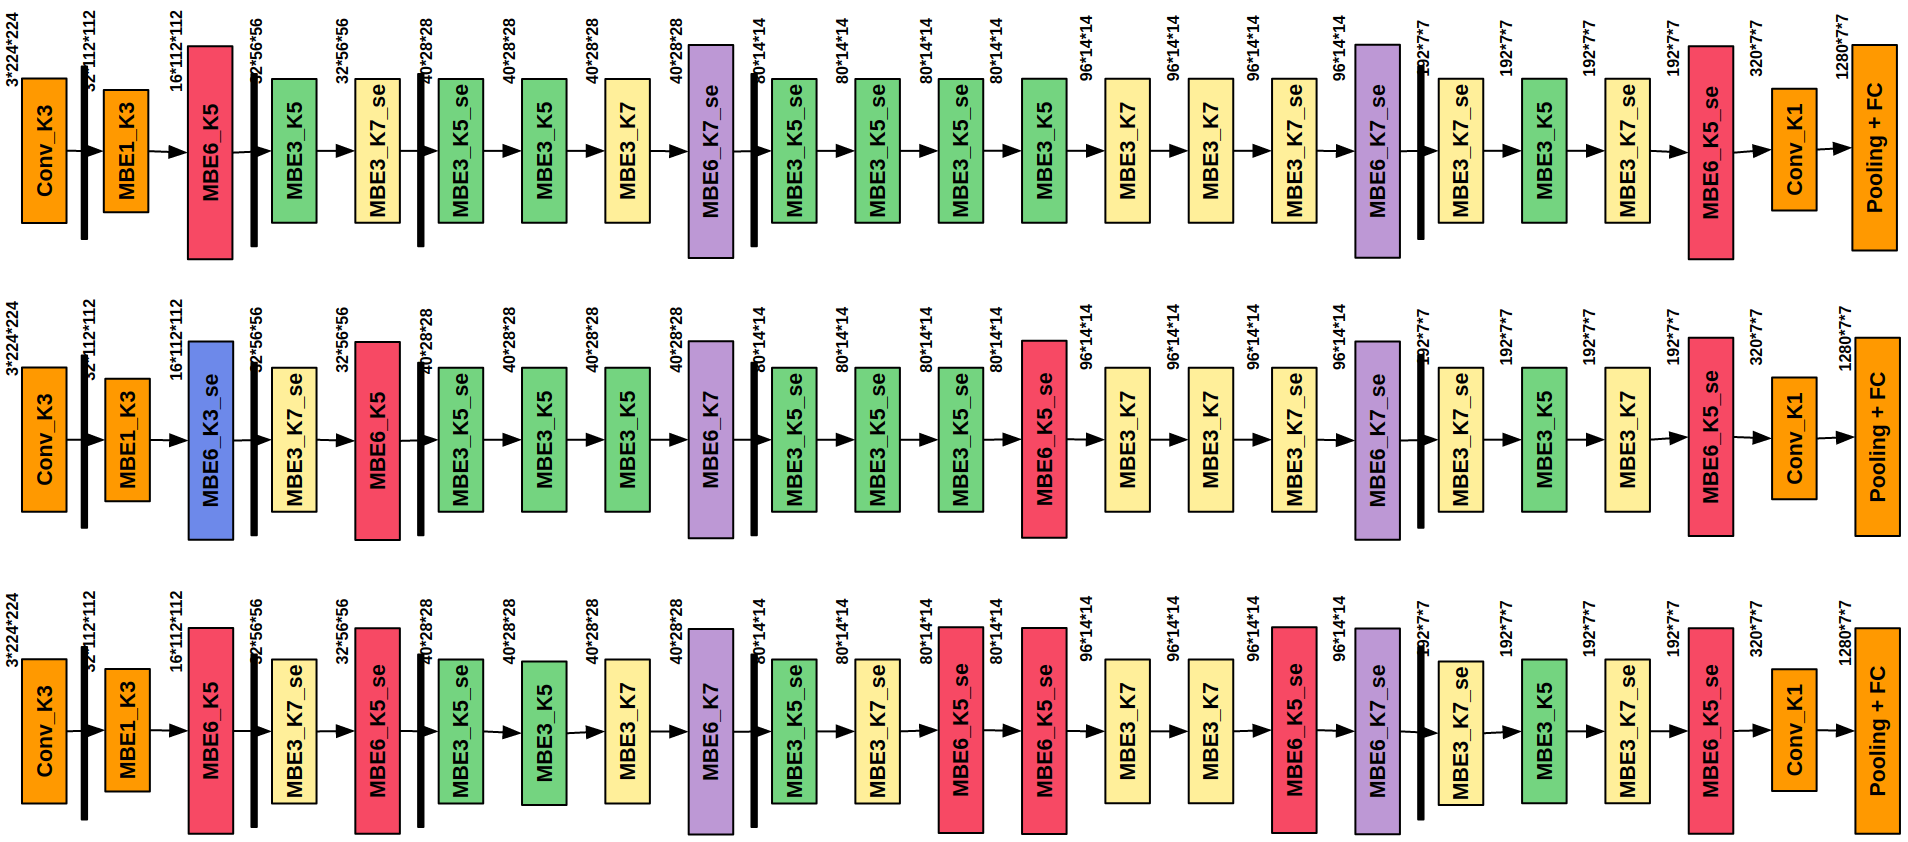 3*224*224
Conv_K3
32*112*112
MBE1_K3
16*112*112
MBE6_K5
32*56*56
MBE3_K5
32*56*56
MBE3_K7_se
40*28*28
MBE3_K5_se
40*28*28
MBE3_K5
40*28*28
MBE3_K7
40*28*28
MBE6_K7_se
80*14*14
MBE3_K5_se
80*14*14
MBE3_K5_se
80*14*14
MBE3_K5_se
80*14*14
MBE3_K5
96*14*14
MBE3_K7
96*14*14
MBE3_K7
96*14*14
MBE3_K7_se
96*14*14
MBE6_K7_se
192*7*7
MBE3_K7_se
192*7*7
MBE3_K5
192*7*7
MBE3_K7_se
192*7*7
MBE6_K5_se
320*7*7
Conv_K1
1280*7*7
Pooling + FC
3*224*224
Conv_K3
32*112*112
MBE1_K3
16*112*112
MBE6_K3_se
32*56*56
MBE3_K7_se
32*56*56
MBE6_K5
40*28*28
MBE3_K5_se
40*28*28
MBE3_K5
40*28*28
MBE3_K5
40*28*28
MBE6_K7
80*14*14
MBE3_K5_se
80*14*14
MBE3_K5_se
80*14*14
MBE3_K5_se
80*14*14
MBE6_K5_se
96*14*14
MBE3_K7
96*14*14
MBE3_K7
96*14*14
MBE3_K7_se
96*14*14
MBE6_K7_se
192*7*7
MBE3_K7_se
192*7*7
MBE3_K5
192*7*7
MBE3_K7
192*7*7
MBE6_K5_se
320*7*7
Conv_K1
1280*7*7
Pooling + FC
3*224*224
Conv_K3
32*112*112
MBE1_K3
16*112*112
MBE6_K5
32*56*56
MBE3_K7_se
32*56*56
MBE6_K5_se
40*28*28
MBE3_K5_se
40*28*28
MBE3_K5
40*28*28
MBE3_K7
40*28*28
MBE6_K7
80*14*14
MBE3_K5_se
80*14*14
MBE3_K7_se
80*14*14
MBE6_K5_se
80*14*14
MBE6_K5_se
96*14*14
MBE3_K7
96*14*14
MBE3_K7
96*14*14
MBE6_K5_se
96*14*14
MBE6_K7_se
192*7*7
MBE3_K7_se
192*7*7
MBE3_K5
192*7*7
MBE3_K7_se
192*7*7
MBE6_K5_se
320*7*7
Conv_K1
1280*7*7
Pooling + FC